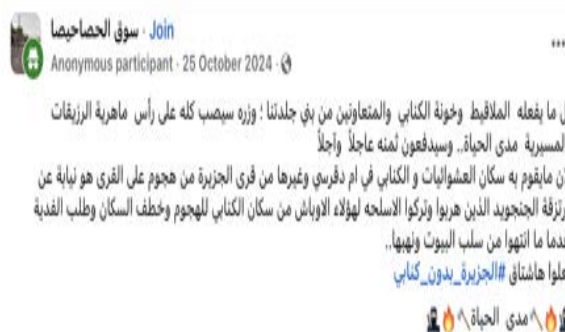 سوق الحصاحيصا · Join
Anonymous participant · 25 October 2024 ·
ل ما يفعله الملاقيط وخونة الكنابي والمتعاونين من بني جلدتنا ؛ وزره سيصب كله على رأس ماهرية الرزيقات
المسيرية مدى الحياة.. وسيدفعون ثمنه عاجلاً وآجلاً
ن مايقوم به سكان العشوائيات و الكنابي في ام دقرسي وغيرها من قرى الجزيرة من هجوم على القرى هو نيابة عن
رتزقة الجنجويد الذين هربوا وتركوا الاسلحه لهؤلاء الاوباش من سكان الكنابي للهجوم وخطف السكان وطلب الفدية
عدما ما انتهوا من سلب البيوت ونهبها..
علوا هاشتاق #الجزيرة_بدون_كنابي
مدى الحياة